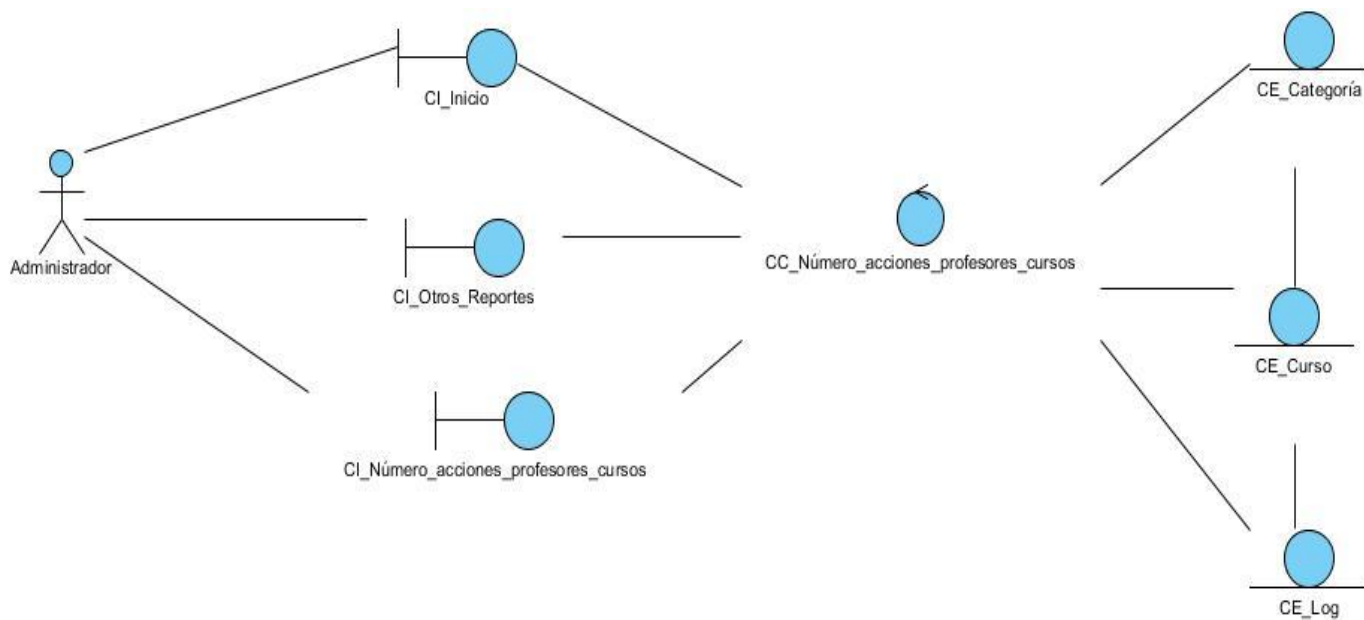 CI_Inicio
CE_Categoría
Administrador
CC_Número_acciones_profesores_cursos
CI_Otros_Reportes
CE_Curso
CI_Número_acciones_profesores_cursos
CE_Log